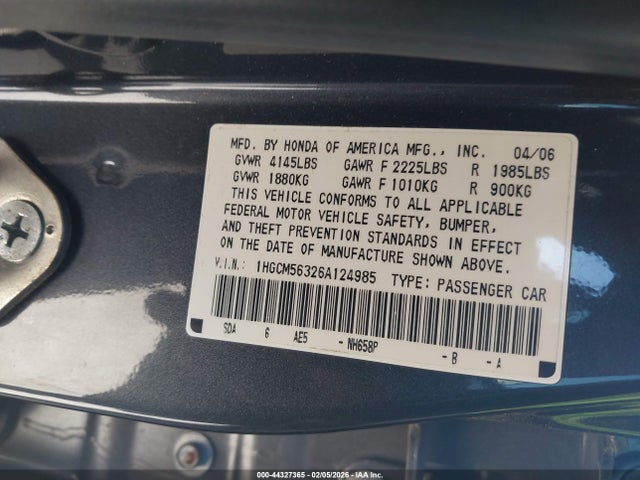 MFD. BY HONDA OF AMERICA MFG., INC. 04/06
GVWR 4145LBS GAWR F 2225LBS R 1985LBS
GVWR 1880KG GAWR F 1010KG R 900KG
THIS VEHICLE CONFORMS TO ALL APPLICABLE
FEDERAL MOTOR VEHICLE SAFETY, BUMPER,
AND THEFT PREVENTION STANDARDS IN EFFECT
ON THE DATE OF MANUFACTURE SHOWN ABOVE.
V.I.N.: 1HGCM56326A124985 TYPE: PASSENGER CAR
SDA 6 AE5 - NH658P - B - A
000-44327365 | 02/05/2026 | IAA Inc.